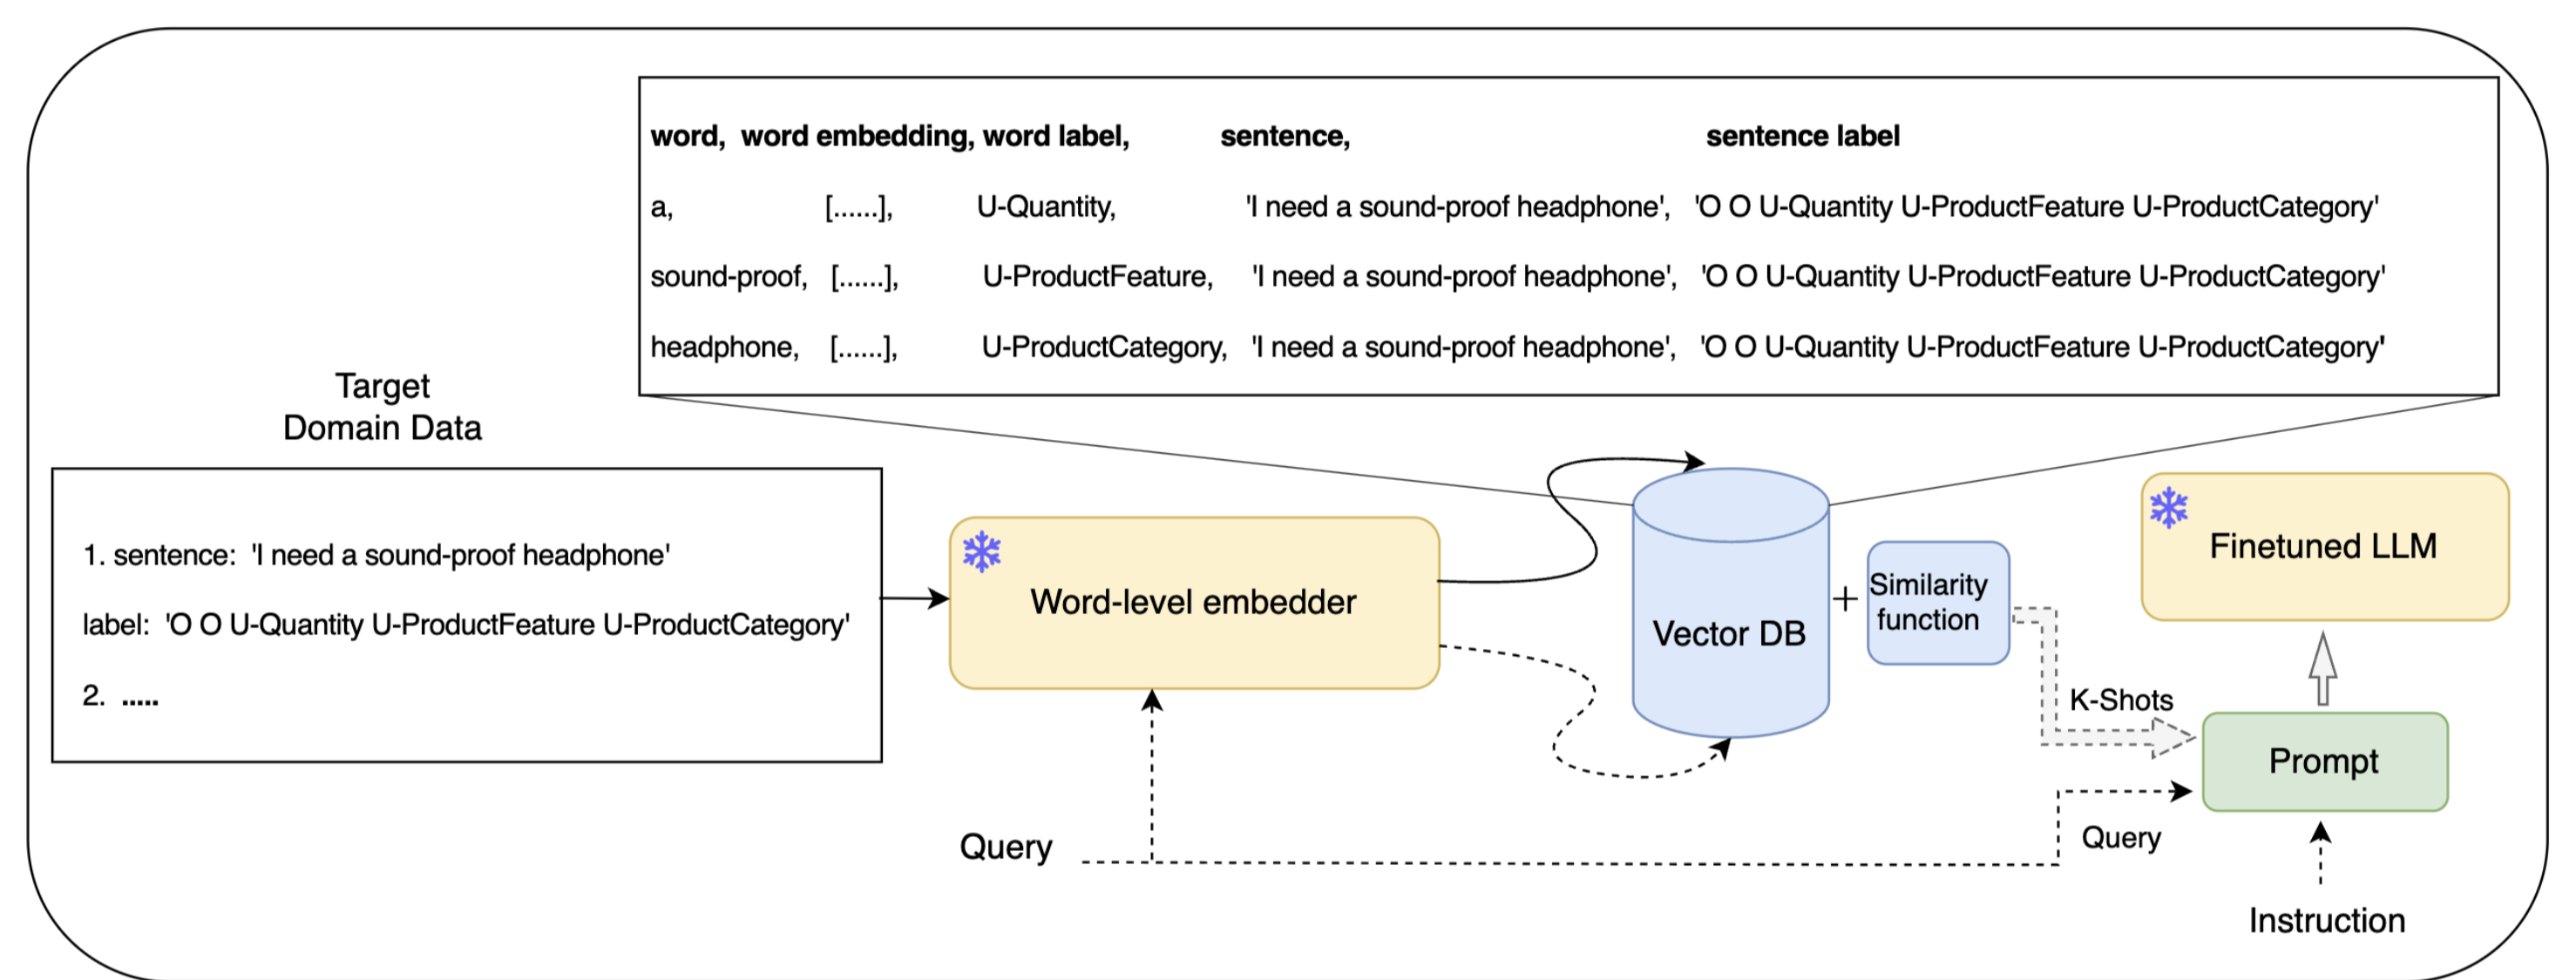 word, word embedding, word label, sentence, sentence label
a, [......], U-Quantity, 'I need a sound-proof headphone', 'O O U-Quantity U-ProductFeature U-ProductCategory'
sound-proof, [......], U-ProductFeature, 'I need a sound-proof headphone', 'O O U-Quantity U-ProductFeature U-ProductCategory'
headphone, [......], U-ProductCategory, 'I need a sound-proof headphone', 'O O U-Quantity U-ProductFeature U-ProductCategory'
Target
Domain Data
1. sentence: 'I need a sound-proof headphone'
label: 'O O U-Quantity U-ProductFeature U-ProductCategory'
2. .....
Word-level embedder
Vector DB
+
Similarity
function
Finetuned LLM
K-Shots
Prompt
Query
Query
Instruction